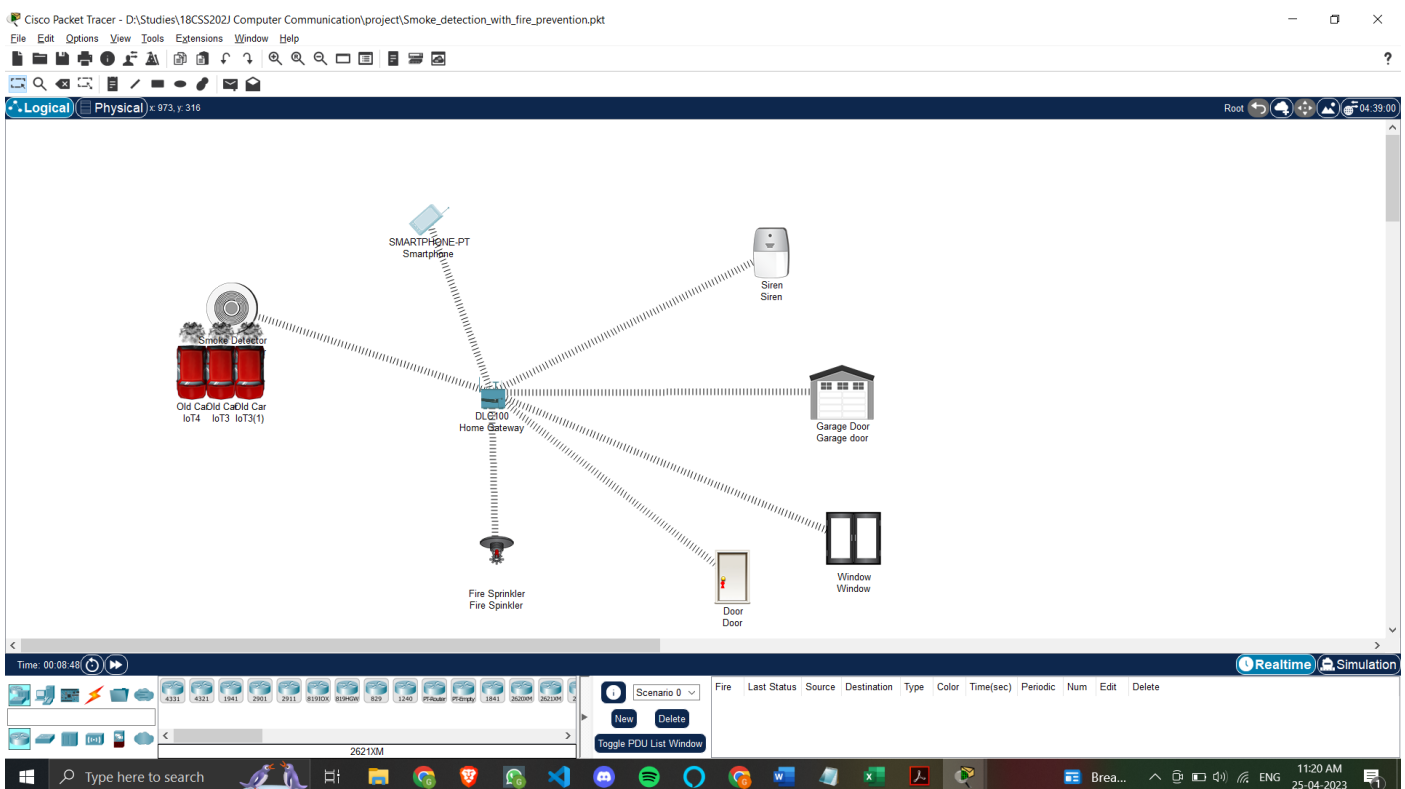 Cisco Packet Tracer - D:\Studies\18CSS202J Computer Communication\project\Smoke_detection_with_fire_prevention.pkt
File Edit Options View Tools Extensions Window Help
?
Logical Physical x: 973, y: 316
Root 04:39:00
SMARTPHONE-PT
Smartphone
Siren
Siren
Smoke Detector
Old Car Old Car Old Car
IoT4 IoT3 IoT3(1)
DLC100
Home Gateway
Garage Door
Garage door
Window
Window
Fire Sprinkler
Fire Spinkler
Door
Door
Time: 00:08:48
Realtime Simulation
4331 4321 1941 2901 2911 819IOX 819HGW 829 1240 PT-Router PT-Empty 1841 2620XM 2621XM
2621XM
Scenario 0
New Delete
Toggle PDU List Window
Fire Last Status Source Destination Type Color Time(sec) Periodic Num Edit Delete
Type here to search
Brea...
ENG
11:20 AM
25-04-2023